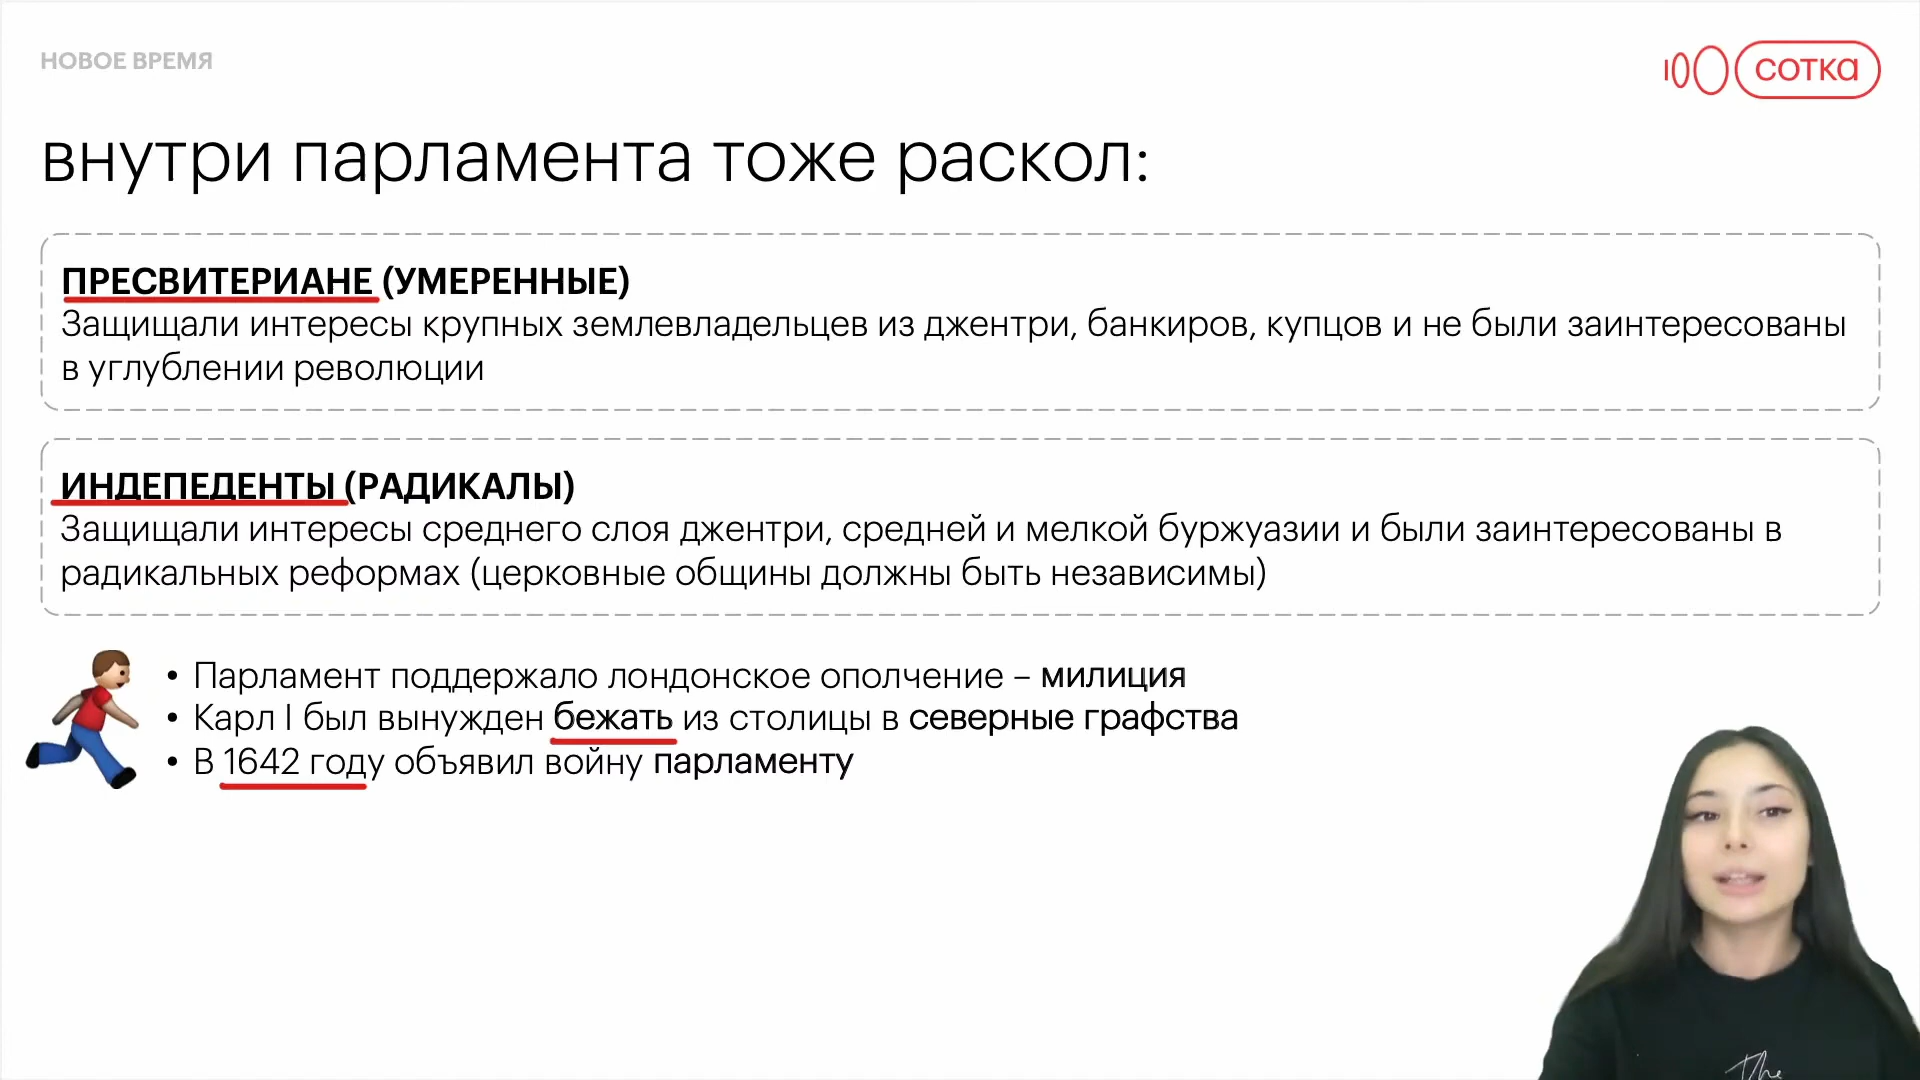 НОВОЕ ВРЕМЯ
100 сотка
внутри парламента тоже раскол:
ПРЕСВИТЕРИАНЕ (УМЕРЕННЫЕ)
Защищали интересы крупных землевладельцев из джентри, банкиров, купцов и не были заинтересованы
в углублении революции
ИНДЕПЕДЕНТЫ (РАДИКАЛЫ)
Защищали интересы среднего слоя джентри, средней и мелкой буржуазии и были заинтересованы в
радикальных реформах (церковные общины должны быть независимы)
• Парламент поддержало лондонское ополчение – милиция
• Карл I был вынужден бежать из столицы в северные графства
• В 1642 году объявил войну парламенту
The